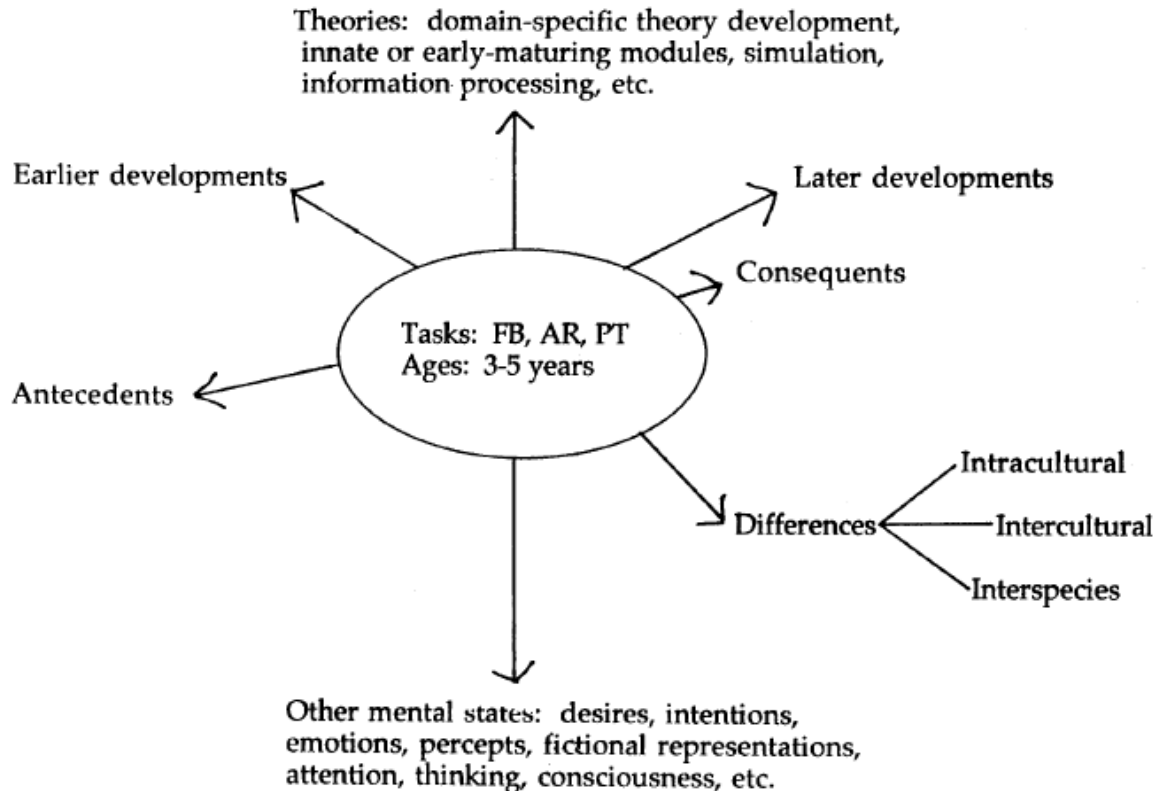 Theories: domain-specific theory development,
innate or early-maturing modules, simulation,
information processing, etc.
Earlier developments
Later developments
Consequents
Tasks: FB, AR, PT
Ages: 3-5 years
Antecedents
Intracultural
Differences
Intercultural
Interspecies
Other mental states: desires, intentions,
emotions, percepts, fictional representations,
attention, thinking, consciousness, etc.